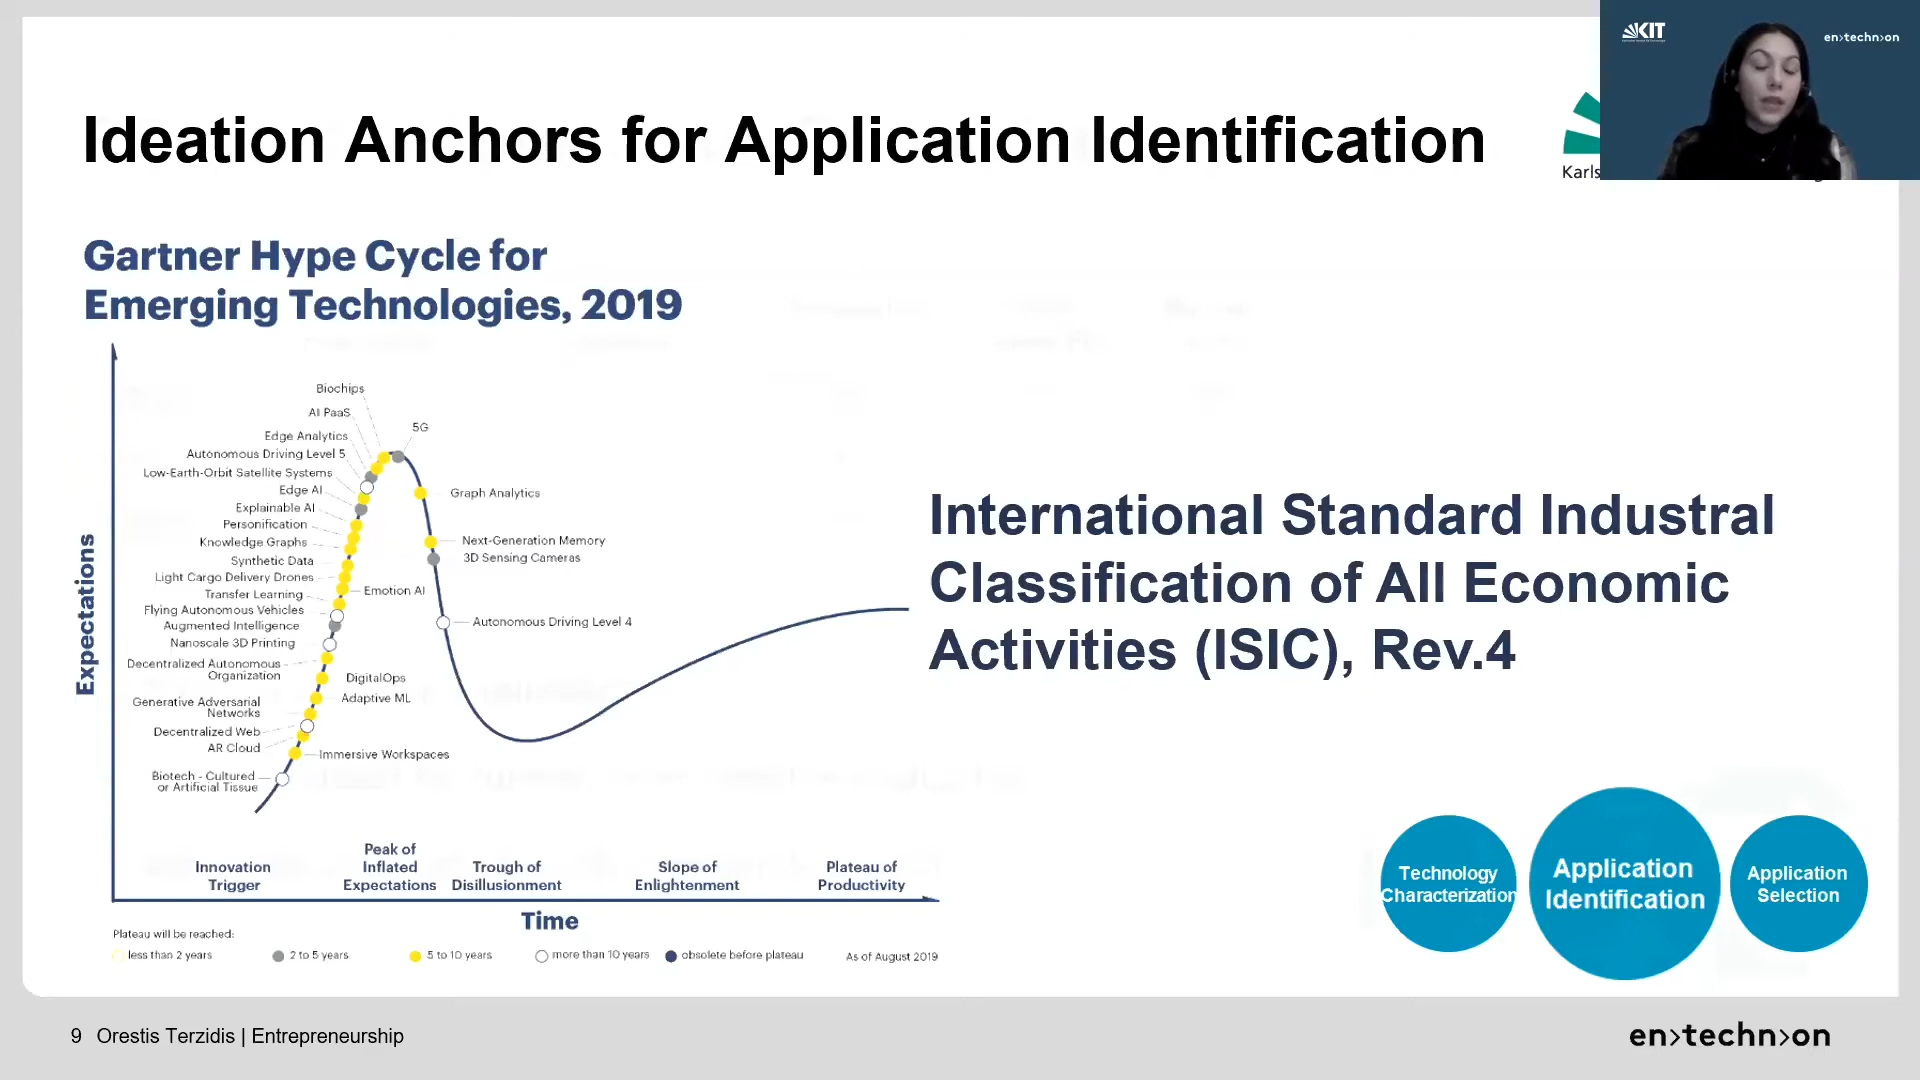 KIT
en>techn>on
Ideation Anchors for Application Identification
Karls
Gartner Hype Cycle for
Emerging Technologies, 2019
Expectations
Biochips
AI PaaS
5G
Edge Analytics
Autonomous Driving Level 5
Low-Earth-Orbit Satellite Systems
Edge AI
Explainable AI
Personification
Knowledge Graphs
Synthetic Data
Light Cargo Delivery Drones
Transfer Learning
Flying Autonomous Vehicles
Augmented Intelligence
Nanoscale 3D Printing
Decentralized Autonomous
Organization
Generative Adversarial
Networks
Decentralized Web
AR Cloud
Biotech - Cultured
or Artificial Tissue
Emotion AI
DigitalOps
Adaptive ML
Immersive Workspaces
Graph Analytics
Next-Generation Memory
3D Sensing Cameras
Autonomous Driving Level 4
Innovation
Trigger
Peak of
Inflated
Expectations
Trough of
Disillusionment
Slope of
Enlightenment
Plateau of
Productivity
Time
Plateau will be reached:
less than 2 years
2 to 5 years
5 to 10 years
more than 10 years
obsolete before plateau
As of August 2019
International Standard Industral
Classification of All Economic
Activities (ISIC), Rev.4
Technology
Characterization
Application
Identification
Application
Selection
9 Orestis Terzidis | Entrepreneurship
en>techn>on